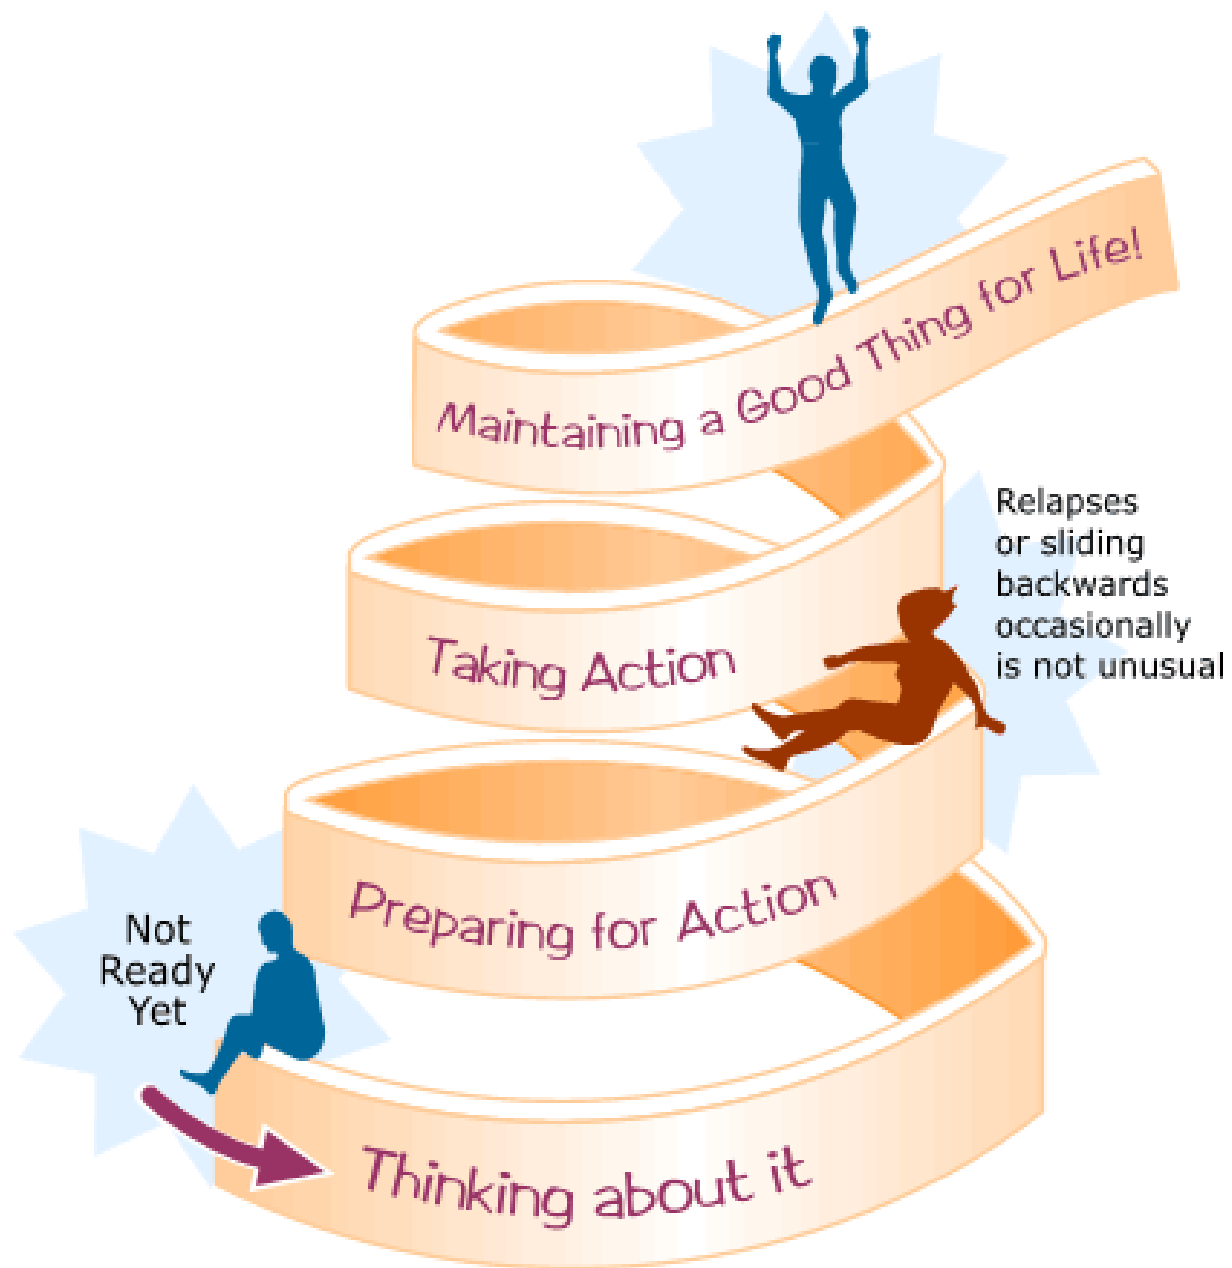 Maintaining a Good Thing for Life!
Relapses
or sliding
backwards
occasionally
is not unusual
Taking Action
Preparing for Action
Not
Ready
Yet
Thinking about it